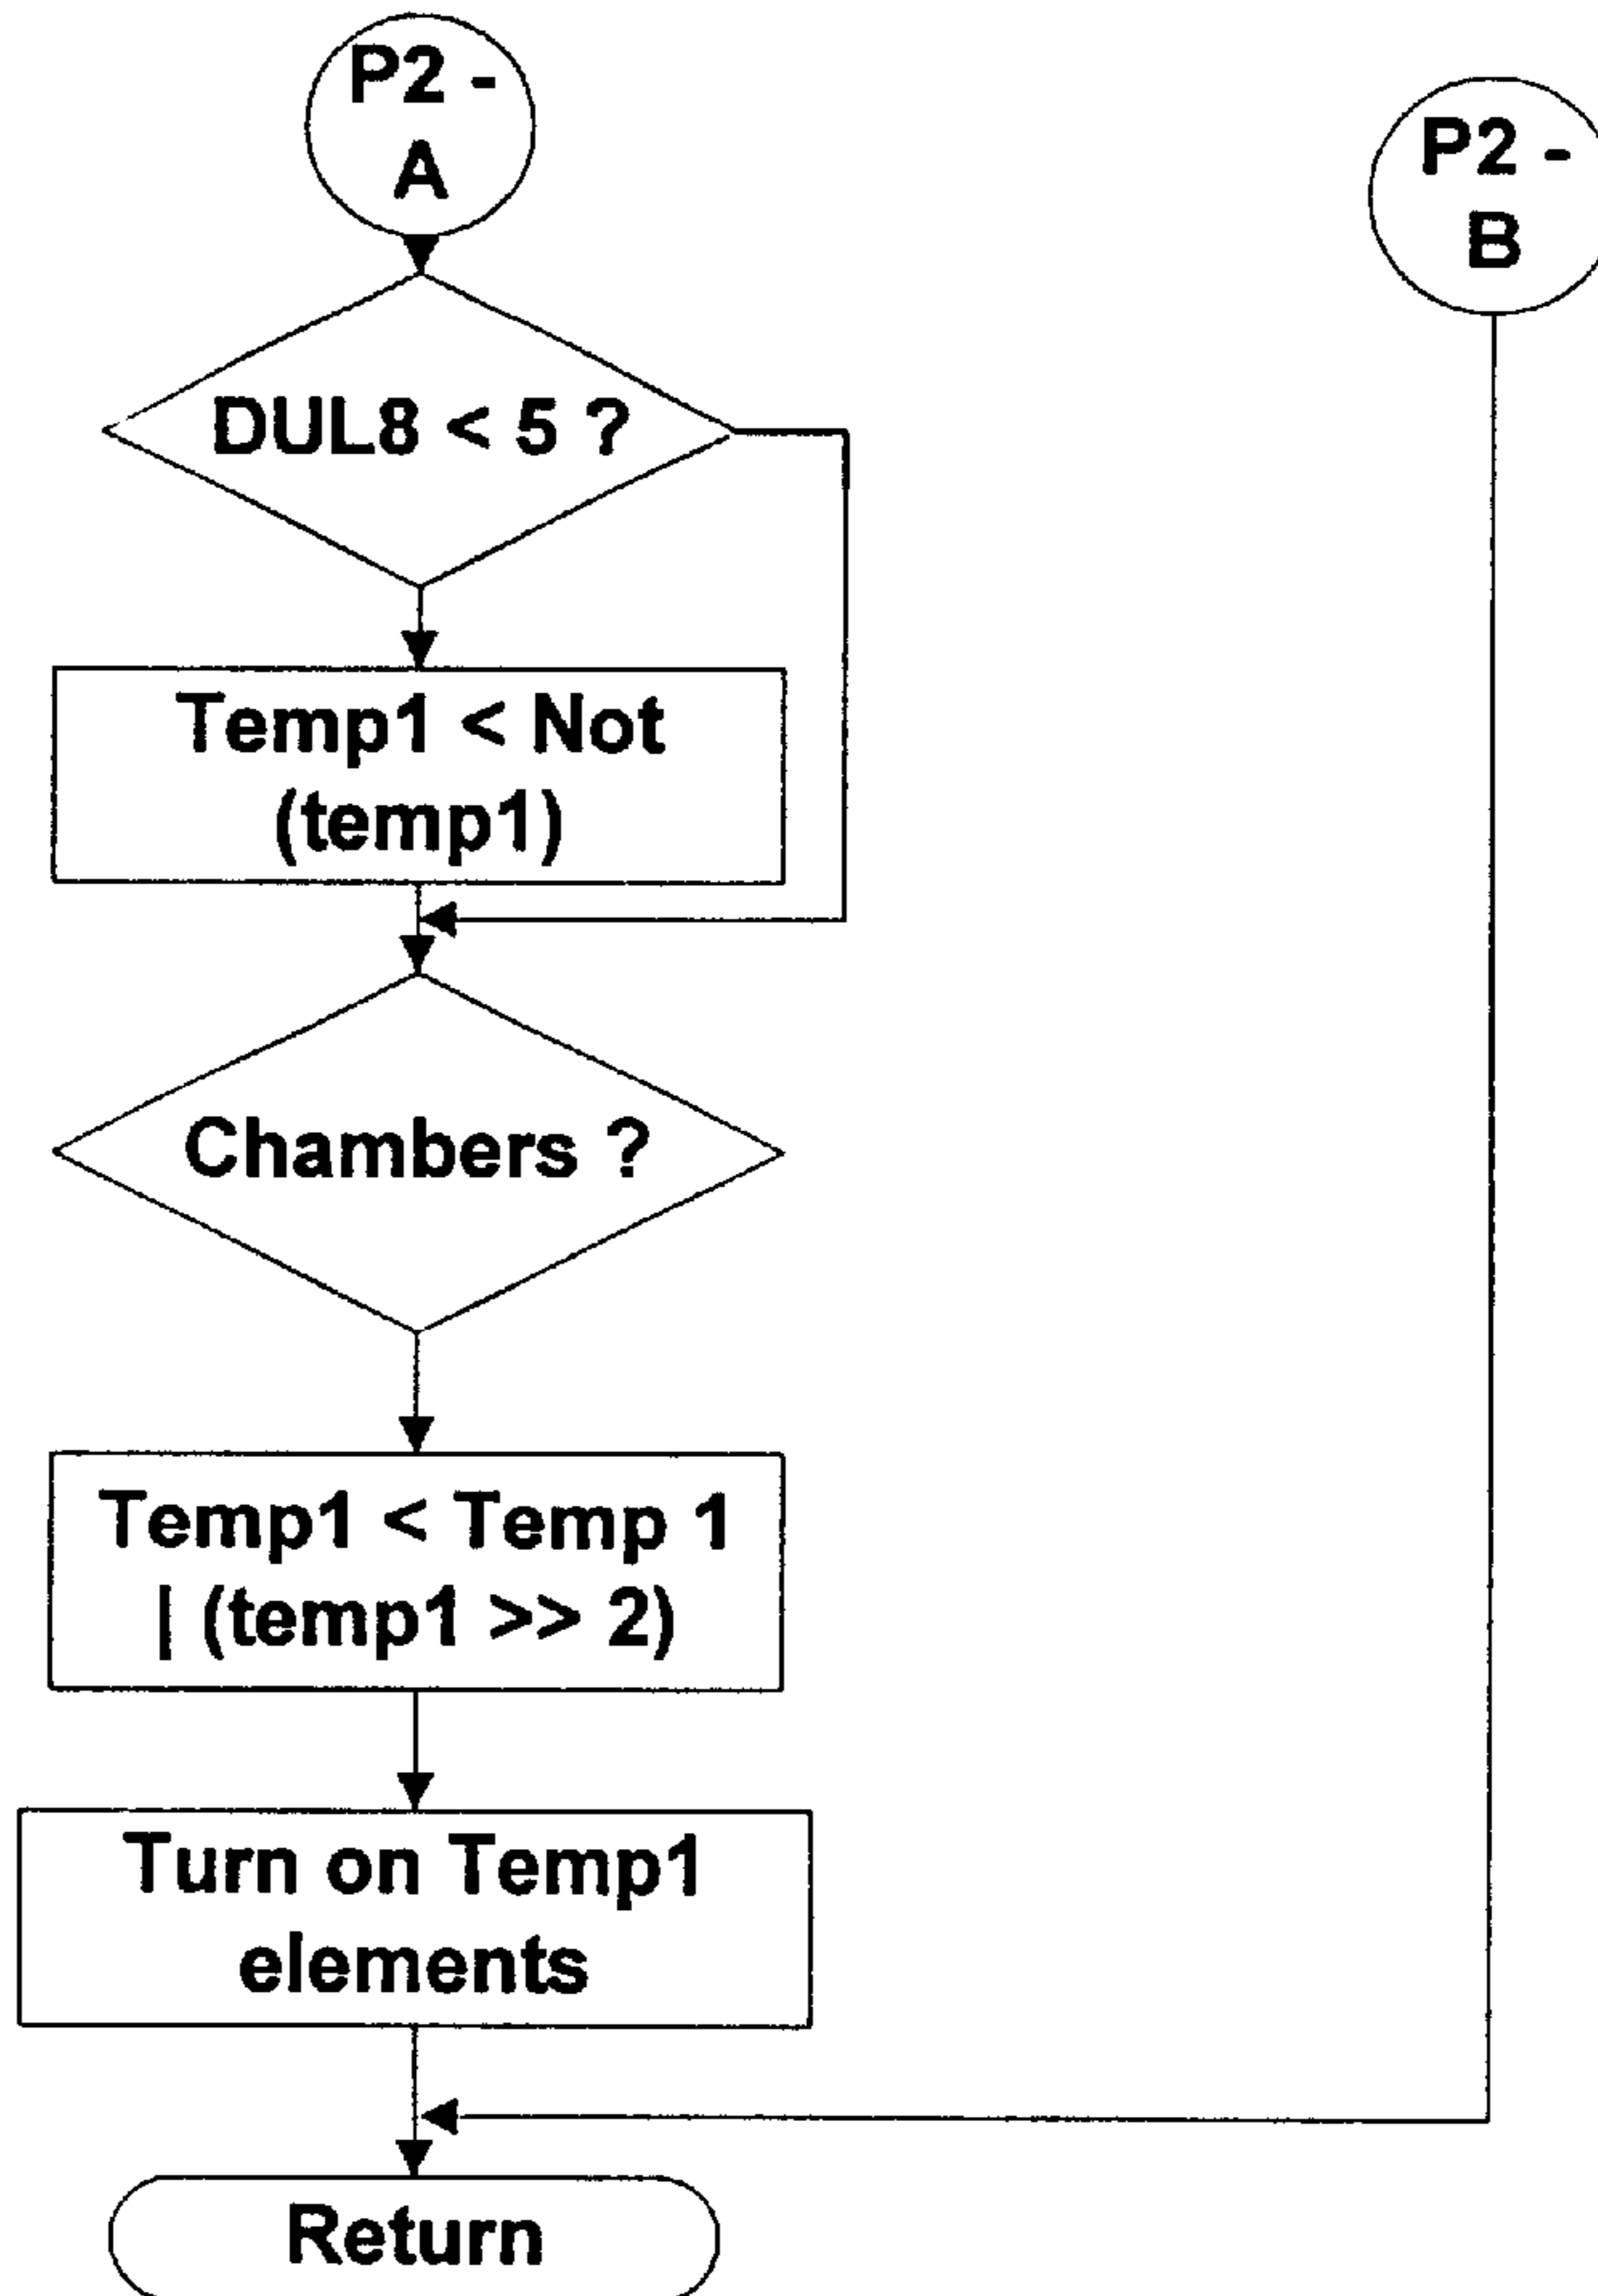 P2 -
A
P2 -
B
DUL8 < 5 ?
Temp1 < Not
(temp1)
Chambers ?
Temp1 < Temp 1
| (temp1 >> 2)
Turn on Temp1
elements
Return